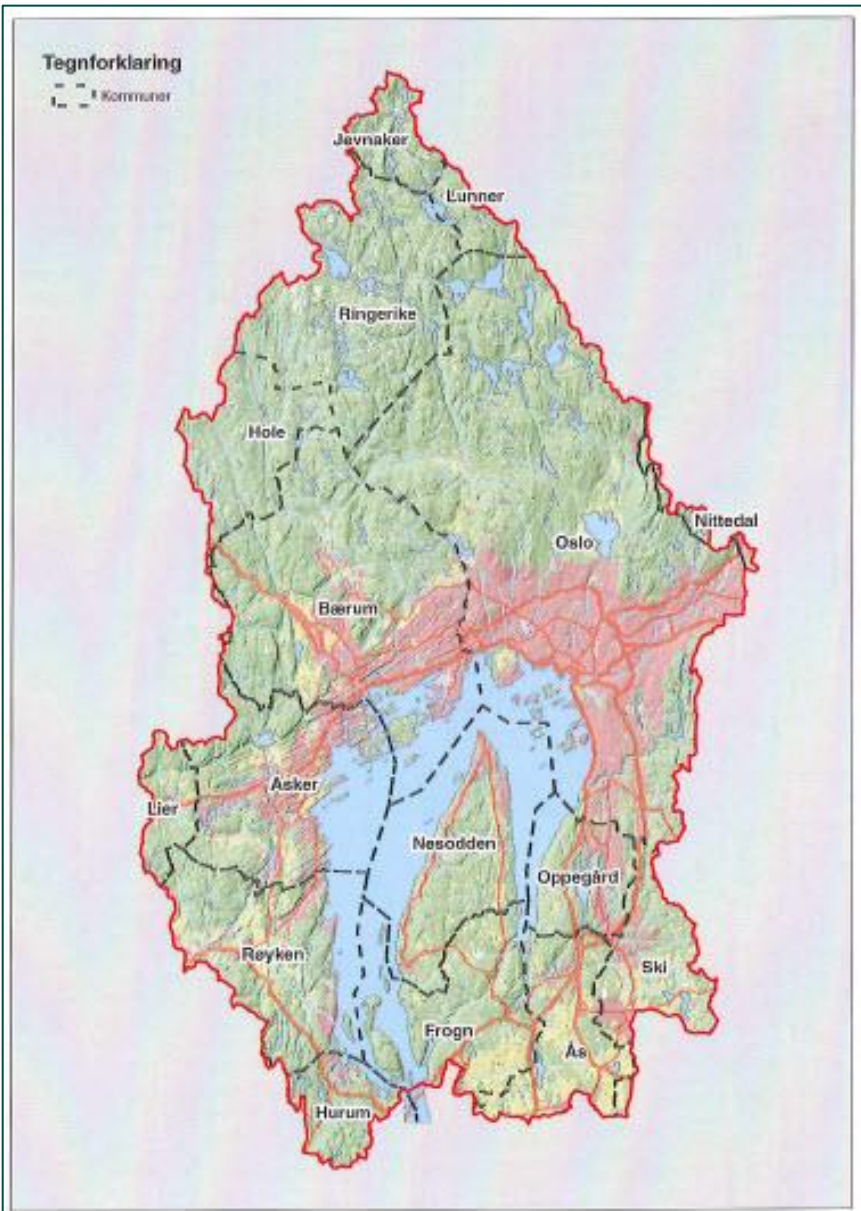 Tegnforklaring
Kommuner
Jevnaker
Lunner
Ringerike
Hole
Nittedal
Oslo
Bærum
Asker
Lier
Nesodden
Oppegård
Røyken
Ski
Frogn
Ås
Hurum